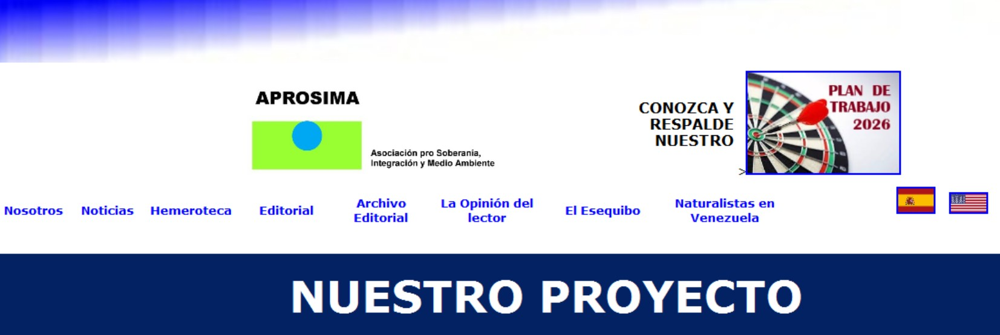 APROSIMA
Asociación pro Soberanía,
Integración y Medio Ambiente
CONOZCA Y
RESPALDE
NUESTRO
>
PLAN DE
TRABAJO
2026
Nosotros
Noticias
Hemeroteca
Editorial
Archivo
Editorial
La Opinión del
lector
El Esequibo
Naturalistas en
Venezuela
NUESTRO PROYECTO